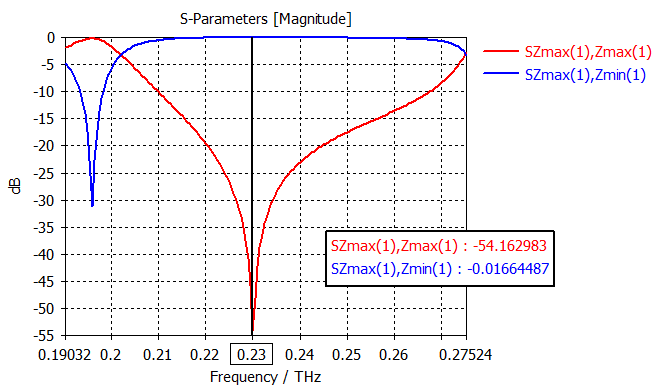 S-Parameters [Magnitude]
SZmax(1),Zmax(1)
SZmax(1),Zmin(1)
0
-5
-10
-15
-20
-25
-30
-35
-40
-45
-50
-55
dB
SZmax(1),Zmax(1) : -54.162983
SZmax(1),Zmin(1) : -0.01664487
0.19032 0.2 0.21 0.22 0.23 0.24 0.25 0.26 0.27524
Frequency / THz